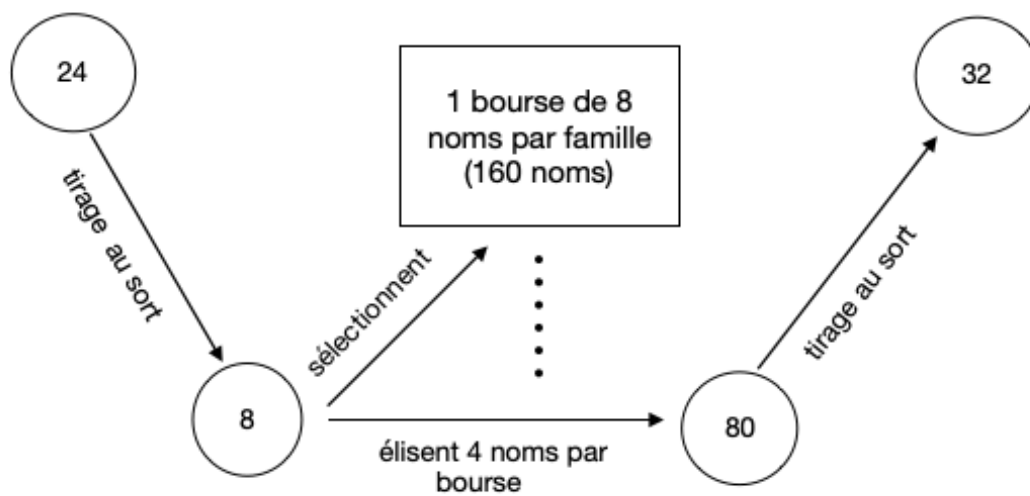 24
1 bourse de 8
noms par famille
(160 noms)
32
tirage au sort
sélectionnent
tirage au sort
8
80
élisent 4 noms par
bourse